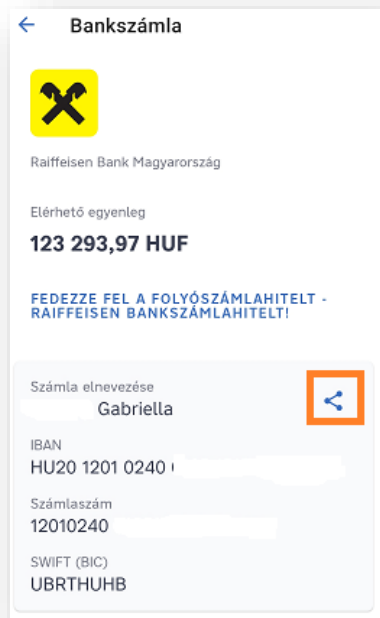 Bankszámla
Raiffeisen Bank Magyarország
Elérhető egyenleg
123 293,97 HUF
FEDEZZE FEL A FOLYÓSZÁMLAHITELT -
RAIFFEISEN BANKSZÁMLAHITELT!
Számla elnevezése
Gabriella
IBAN
HU20 1201 0240
Számlaszám
12010240
SWIFT (BIC)
UBRTHUHB